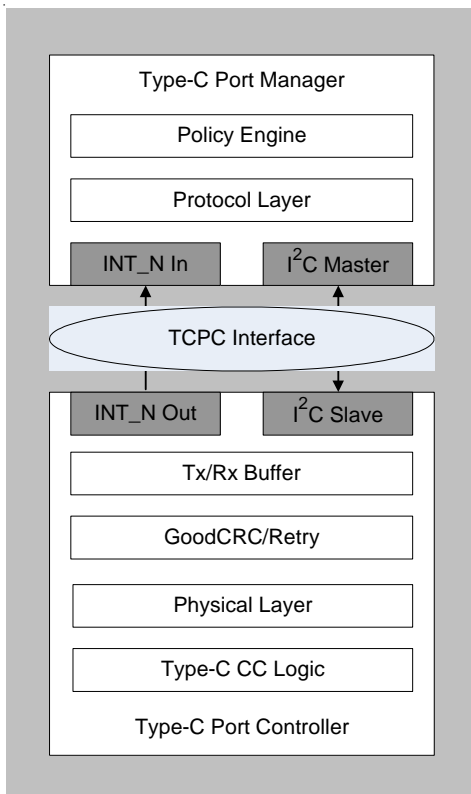 Type-C Port Manager
Policy Engine
Protocol Layer
INT_N In
I²C Master
TCPC Interface
INT_N Out
I²C Slave
Tx/Rx Buffer
GoodCRC/Retry
Physical Layer
Type-C CC Logic
Type-C Port Controller